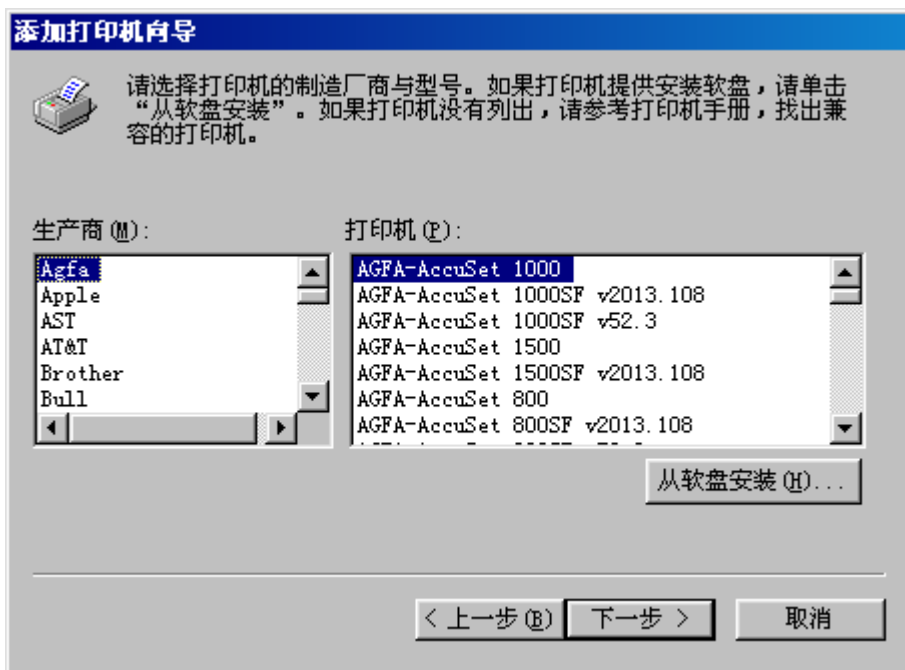 添加打印机向导
请选择打印机的制造厂商与型号。如果打印机提供安装软盘，请单击
“从软盘安装”。如果打印机没有列出，请参考打印机手册，找出兼
容的打印机。
生产商(M):
打印机(P):
Agfa
Apple
AST
AT&T
Brother
Bull
AGFA-AccuSet 1000
AGFA-AccuSet 1000SF v2013.108
AGFA-AccuSet 1000SF v52.3
AGFA-AccuSet 1500
AGFA-AccuSet 1500SF v2013.108
AGFA-AccuSet 800
AGFA-AccuSet 800SF v2013.108
从软盘安装(H)...
< 上一步(B)
下一步 >
取消